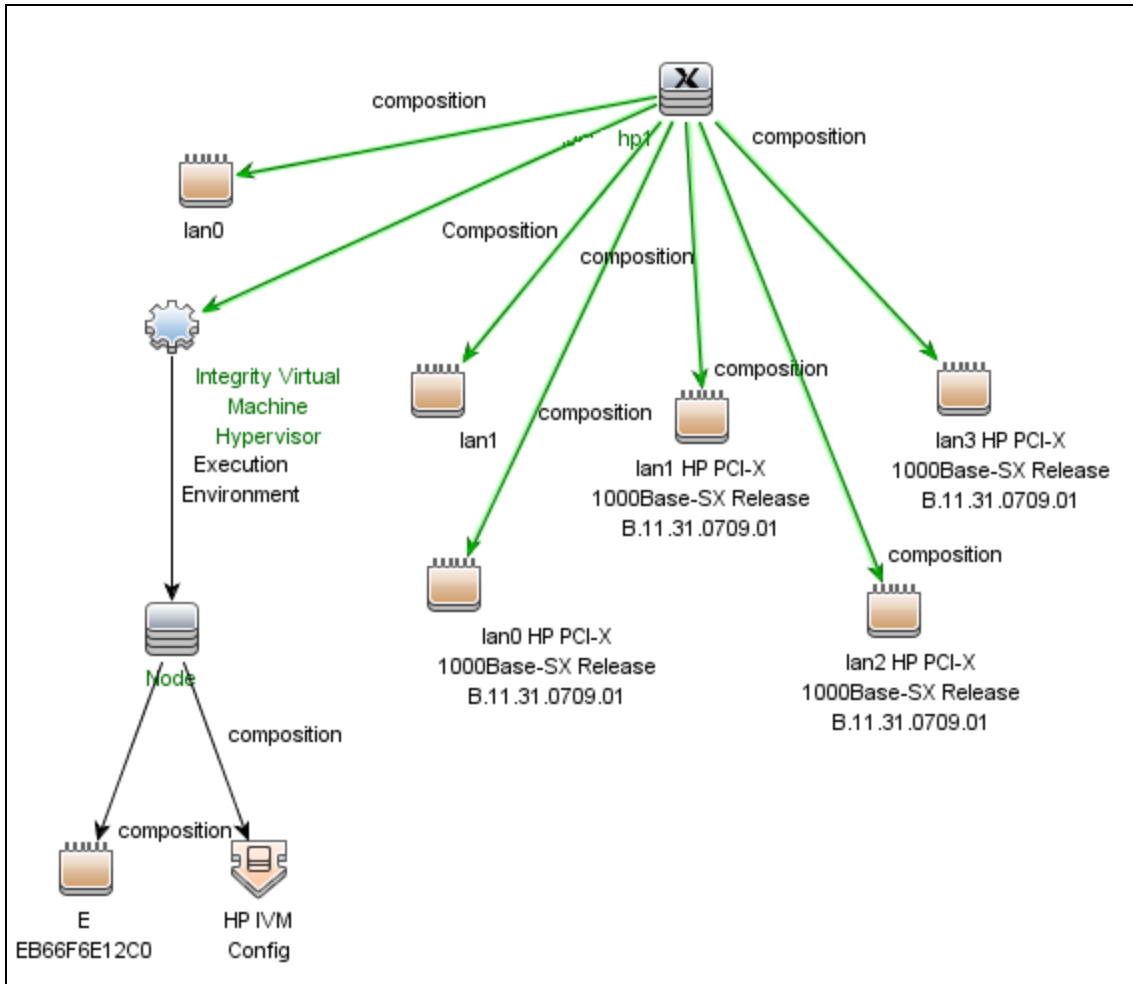 composition
hp1
composition
lan0
Composition
composition
Integrity Virtual
Machine
Hypervisor
Execution
Environment
lan1
composition
composition
lan1 HP PCI-X
1000Base-SX Release
B.11.31.0709.01
lan3 HP PCI-X
1000Base-SX Release
B.11.31.0709.01
composition
lan0 HP PCI-X
1000Base-SX Release
B.11.31.0709.01
lan2 HP PCI-X
1000Base-SX Release
B.11.31.0709.01
Node
composition
composition
E
EB66F6E12C0
HP IVM
Config